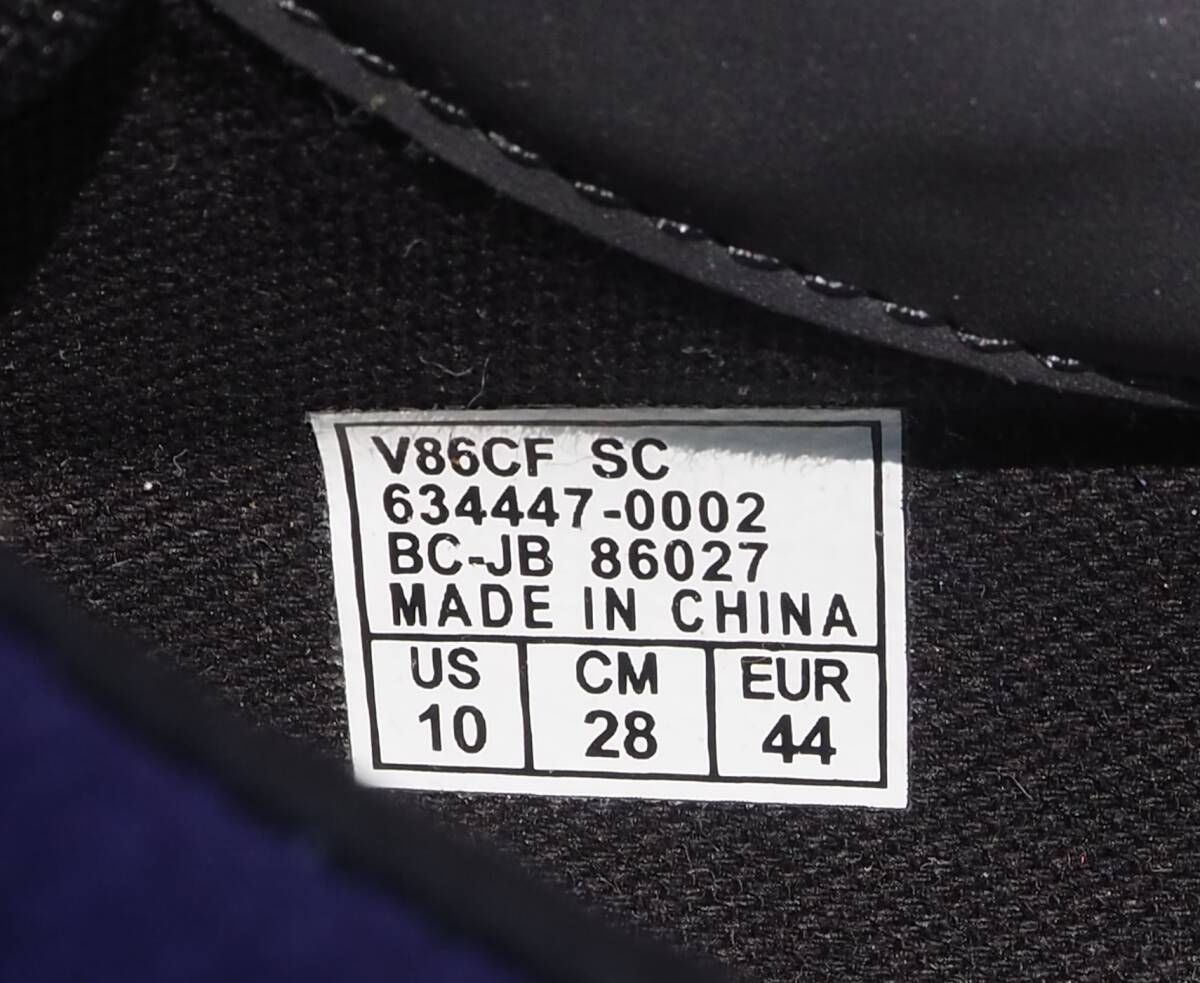 V86CF SC
634447-0002
BC-JB 86027
MADE IN CHINA
US CM EUR
10 28 44